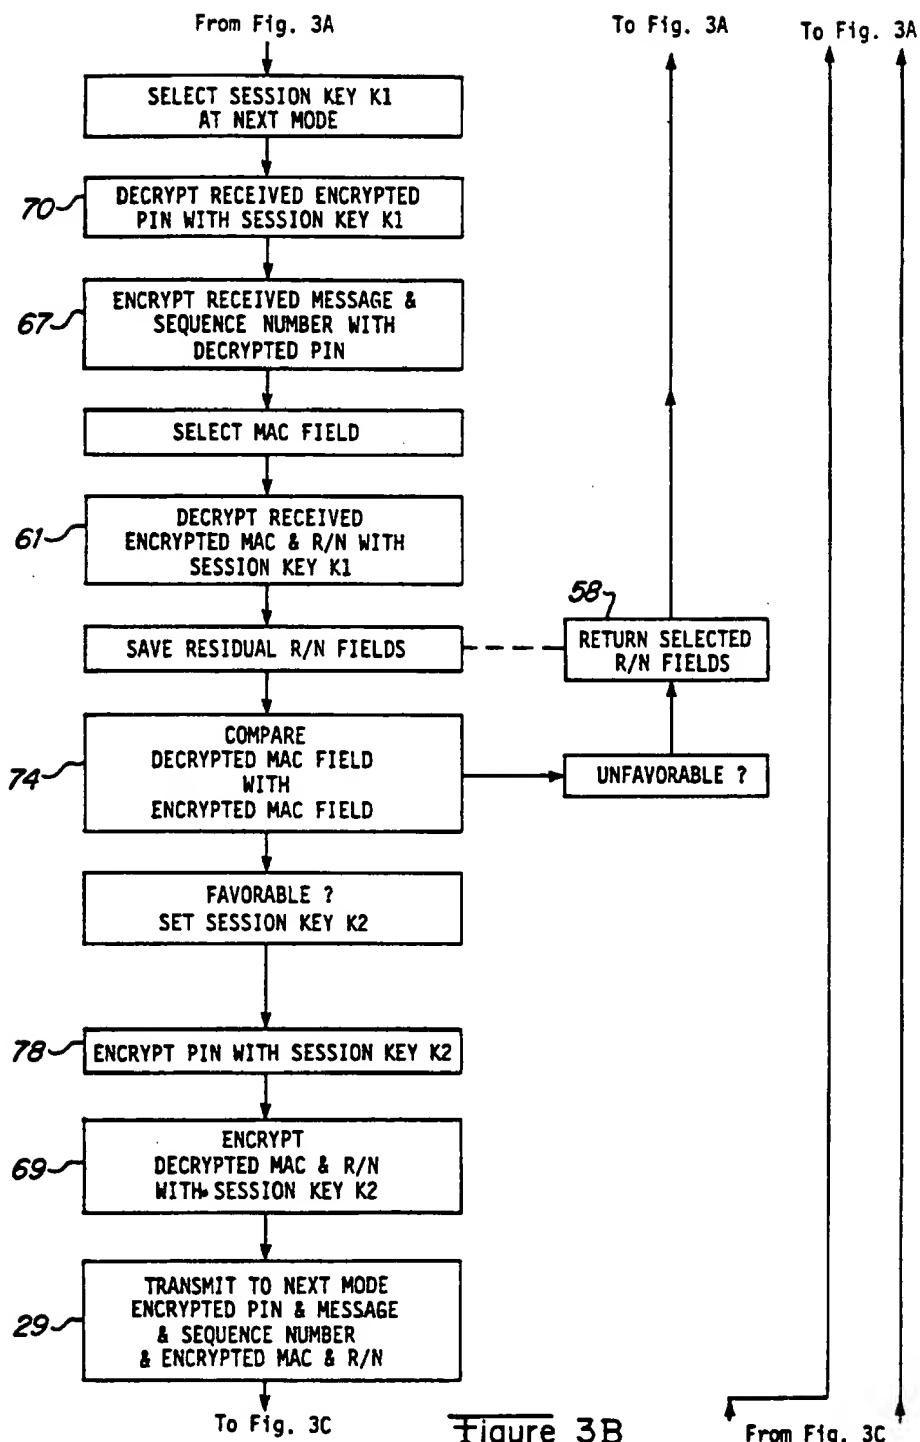 From Fig. 3A
To Fig. 3A
To Fig. 3A
SELECT SESSION KEY K1
AT NEXT MODE
70
DECRYPT RECEIVED ENCRYPTED
PIN WITH SESSION KEY K1
67
ENCRYPT RECEIVED MESSAGE &
SEQUENCE NUMBER WITH
DECRYPTED PIN
SELECT MAC FIELD
61
DECRYPT RECEIVED
ENCRYPTED MAC & R/N WITH
SESSION KEY K1
SAVE RESIDUAL R/N FIELDS
58
RETURN SELECTED
R/N FIELDS
74
COMPARE
DECRYPTED MAC FIELD
WITH
ENCRYPTED MAC FIELD
UNFAVORABLE ?
FAVORABLE ?
SET SESSION KEY K2
78
ENCRYPT PIN WITH SESSION KEY K2
69
ENCRYPT
DECRYPTED MAC & R/N
WITH SESSION KEY K2
29
TRANSMIT TO NEXT MODE
ENCRYPTED PIN & MESSAGE
& SEQUENCE NUMBER
& ENCRYPTED MAC & R/N
To Fig. 3C
Figure 3B
From Fig. 3C